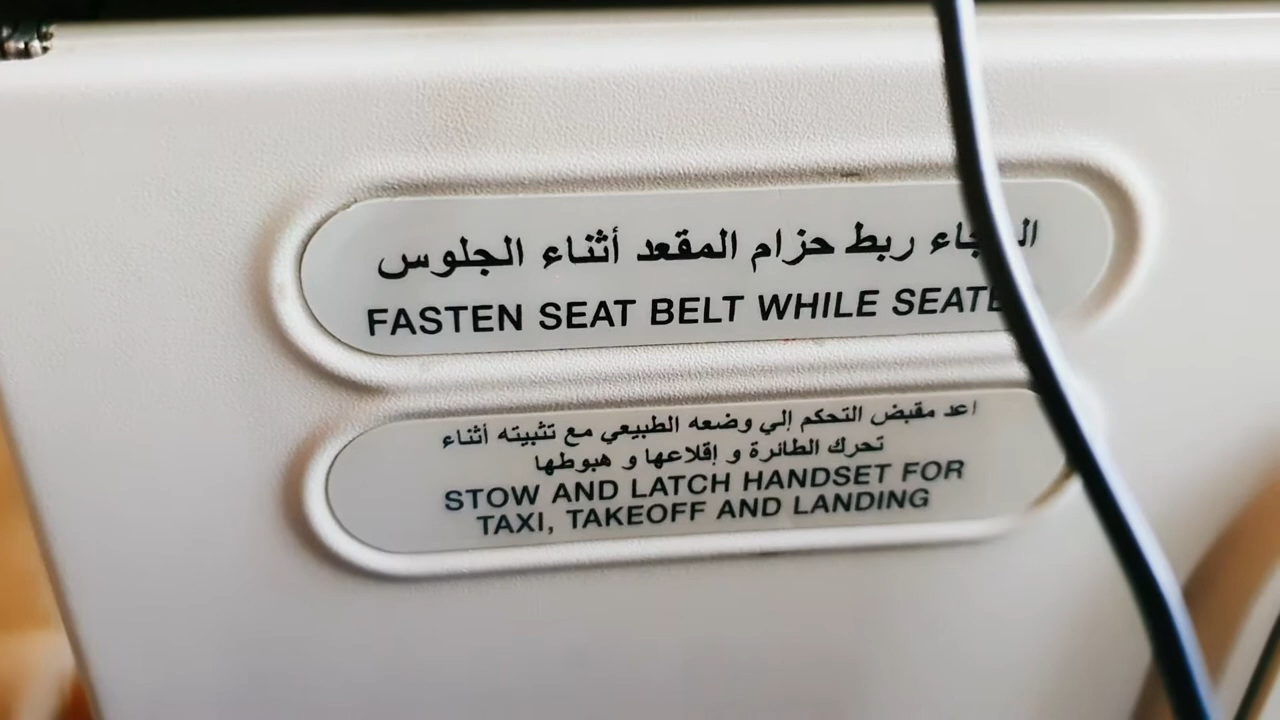 ربط حزام المقعد أثناء الجلوس
FASTEN SEAT BELT WHILE
اعد مقبض التحكم إلي وضعه الطبيعي مع تثبيته أثناء
تحرك الطائرة و إقلاعها و هبوطها
STOW AND LATCH HANDSET FOR
TAXI, TAKEOFF AND LANDING